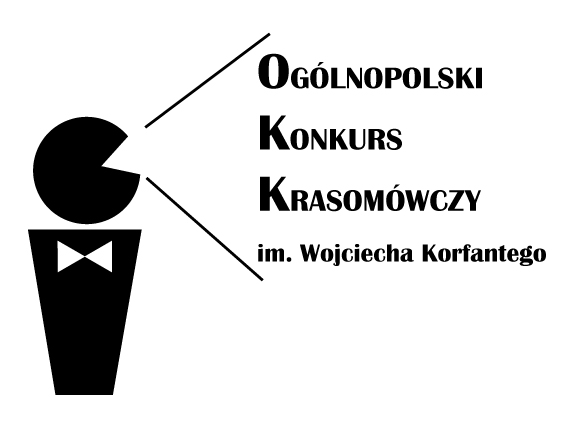 OGÓLNOPOLSKI
KONKURS
KRASOMÓWCZY
im. Wojciecha Korfantego